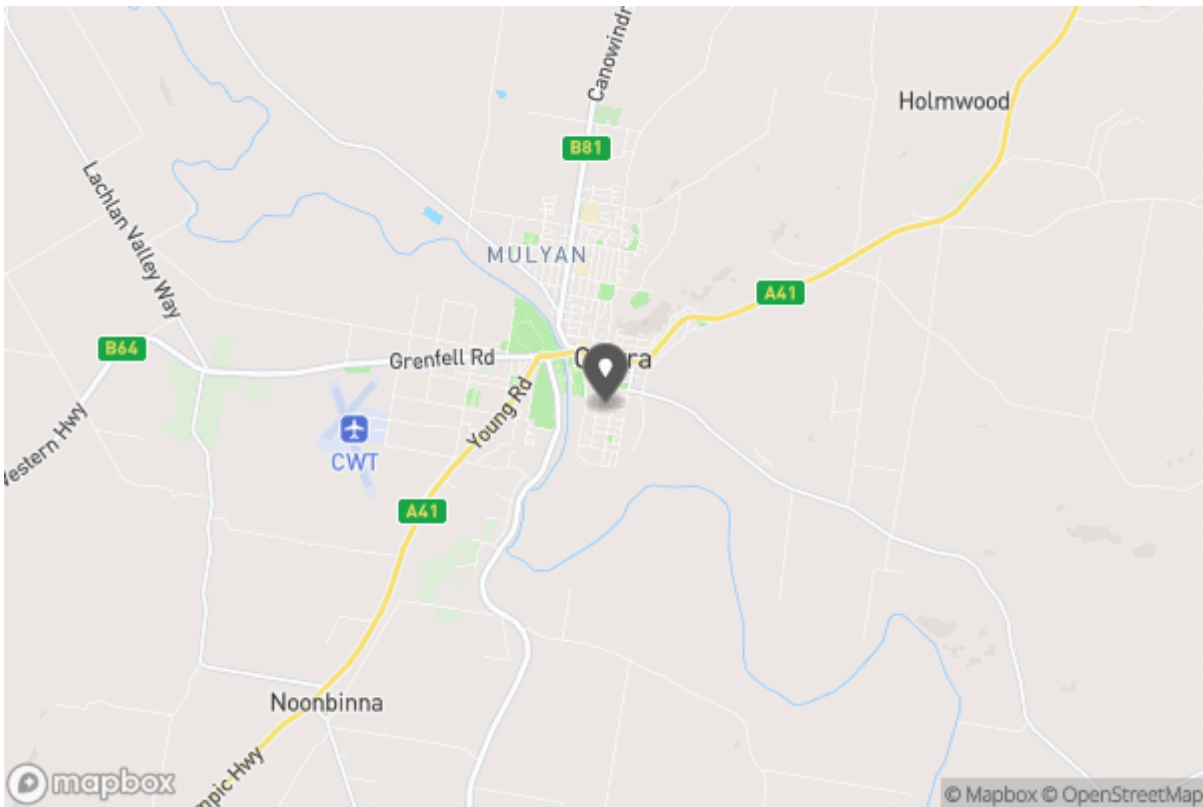 Canowindr
Holmwood
B81
Lachlan Valley Way
MULYAN
A41
B64
Grenfell Rd
Western Hwy
Young Rd
CWT
A41
Noonbinna
mpic Hwy
mapbox
© Mapbox © OpenStreetMap